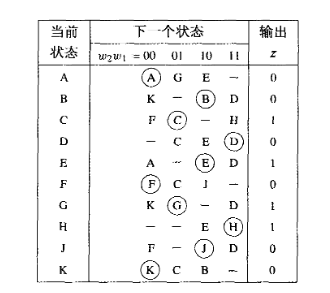 当前 下一个状态 输出
状态 w₂w₁ = 00 01 10 11 z
A A G E – 0
B K – B D 0
C F C – H 1
D – C E D 0
E A – E D 1
F F C J – 0
G K G – D 1
H – – E H 1
J F – J D 0
K K C B – 0